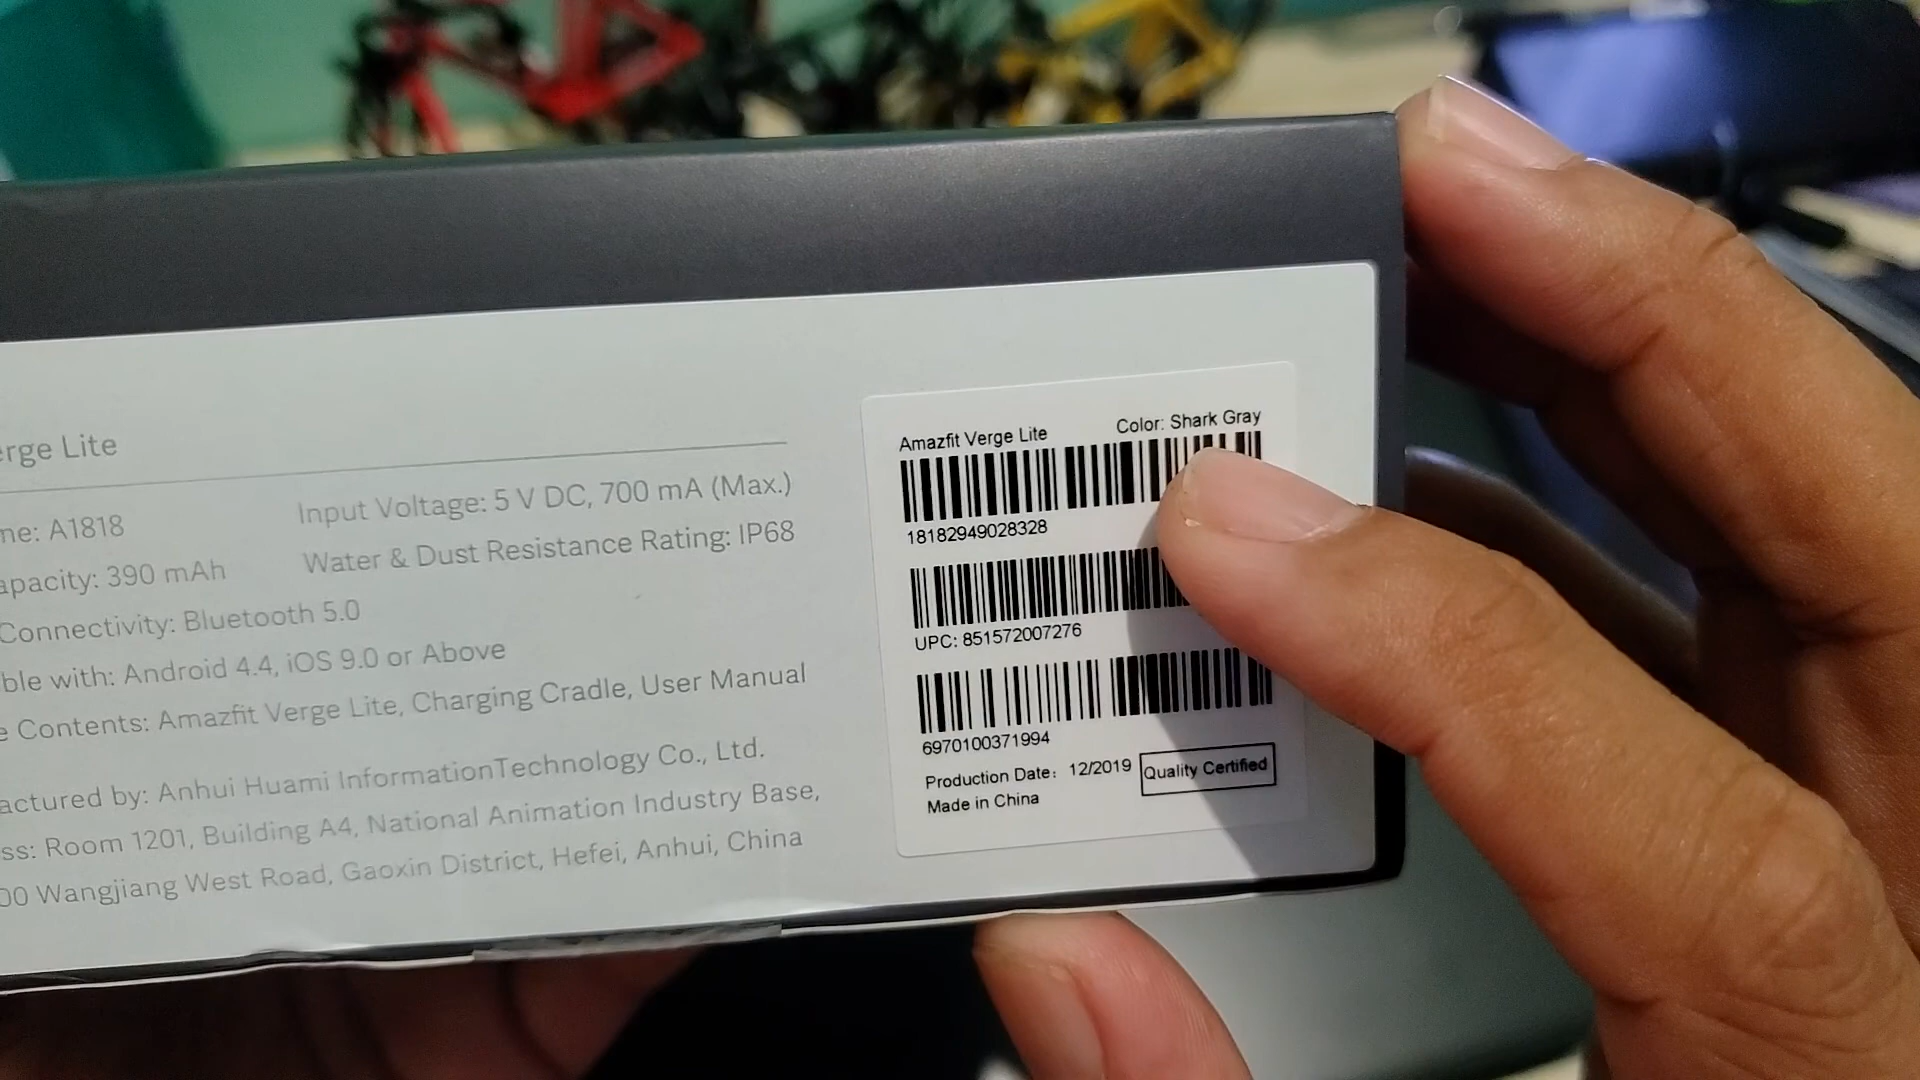 erge Lite
ne: A1818
Input Voltage: 5 V DC, 700 mA (Max.)
apacity: 390 mAh
Water & Dust Resistance Rating: IP68
Connectivity: Bluetooth 5.0
ble with: Android 4.4, iOS 9.0 or Above
e Contents: Amazfit Verge Lite, Charging Cradle, User Manual
actured by: Anhui Huami InformationTechnology Co., Ltd.
ss: Room 1201, Building A4, National Animation Industry Base,
00 Wangjiang West Road, Gaoxin District, Hefei, Anhui, China
Amazfit Verge Lite
Color: Shark Gray
18182949028328
UPC: 851572007276
6970100371994
Production Date: 12/2019
Quality Certified
Made in China